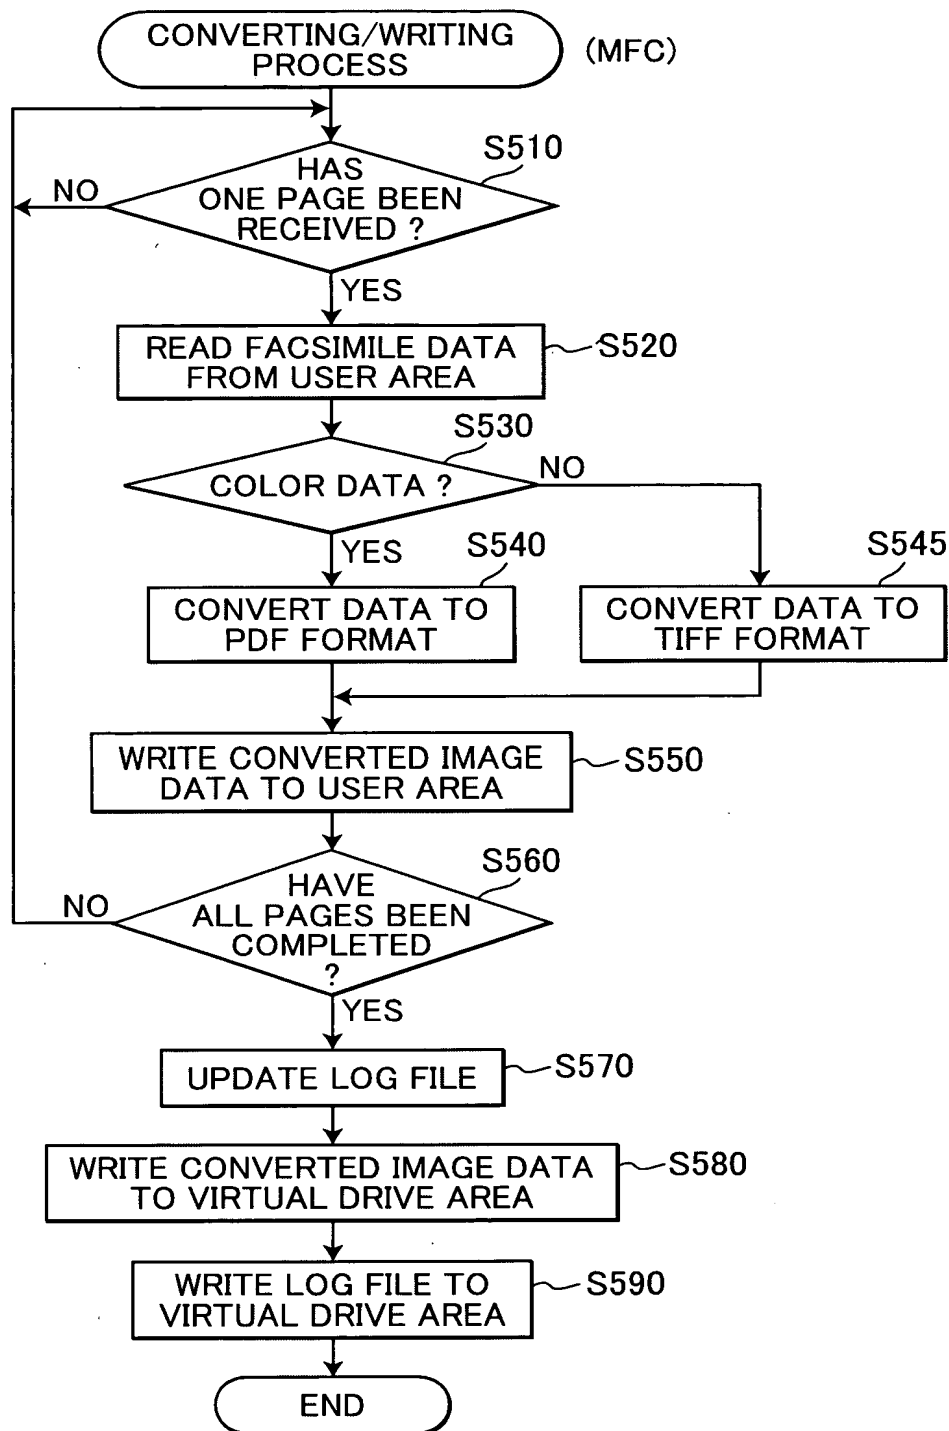 CONVERTING/WRITING
PROCESS
(MFC)
S510
HAS
ONE PAGE BEEN
RECEIVED ?
NO
YES
READ FACSIMILE DATA
FROM USER AREA
S520
S530
COLOR DATA ?
NO
YES
S540
S545
CONVERT DATA TO
PDF FORMAT
CONVERT DATA TO
TIFF FORMAT
WRITE CONVERTED IMAGE
DATA TO USER AREA
S550
S560
HAVE
ALL PAGES BEEN
COMPLETED
?
NO
YES
UPDATE LOG FILE
S570
WRITE CONVERTED IMAGE DATA
TO VIRTUAL DRIVE AREA
S580
WRITE LOG FILE TO
VIRTUAL DRIVE AREA
S590
END